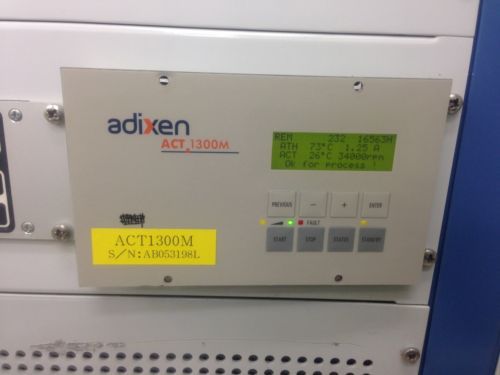 adixen
ACT 1300M
REM 232 16563H
ATH 73°C 1.25 A
ACT 26°C 34000rpm
Ok for process !
PREVIOUS - + ENTER
FAULT
START STOP STATUS STANDBY
ACT1300M
S/N:AB053198L